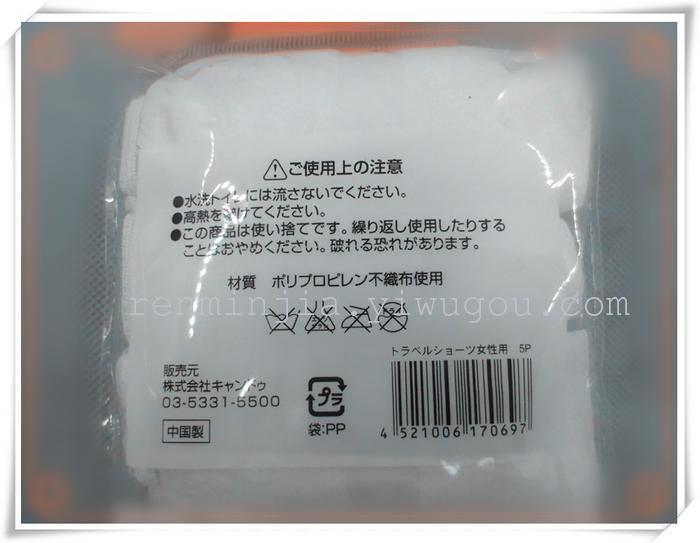 ⚠ご使用上の注意
●水洗トイレには流さないでください。
●高熱を避けてください。
●この商品は使い捨てです。繰り返し使用したりする
ことはおやめください。破れる恐れがあります。
材質 ポリプロピレン不織布使用
renminjia.yiwugou.com
トラベルショーツ女性用 5P
販売元
株式会社キャンドゥ
03-5331-5500
中国製
プラ
袋:PP
4 521006 170697